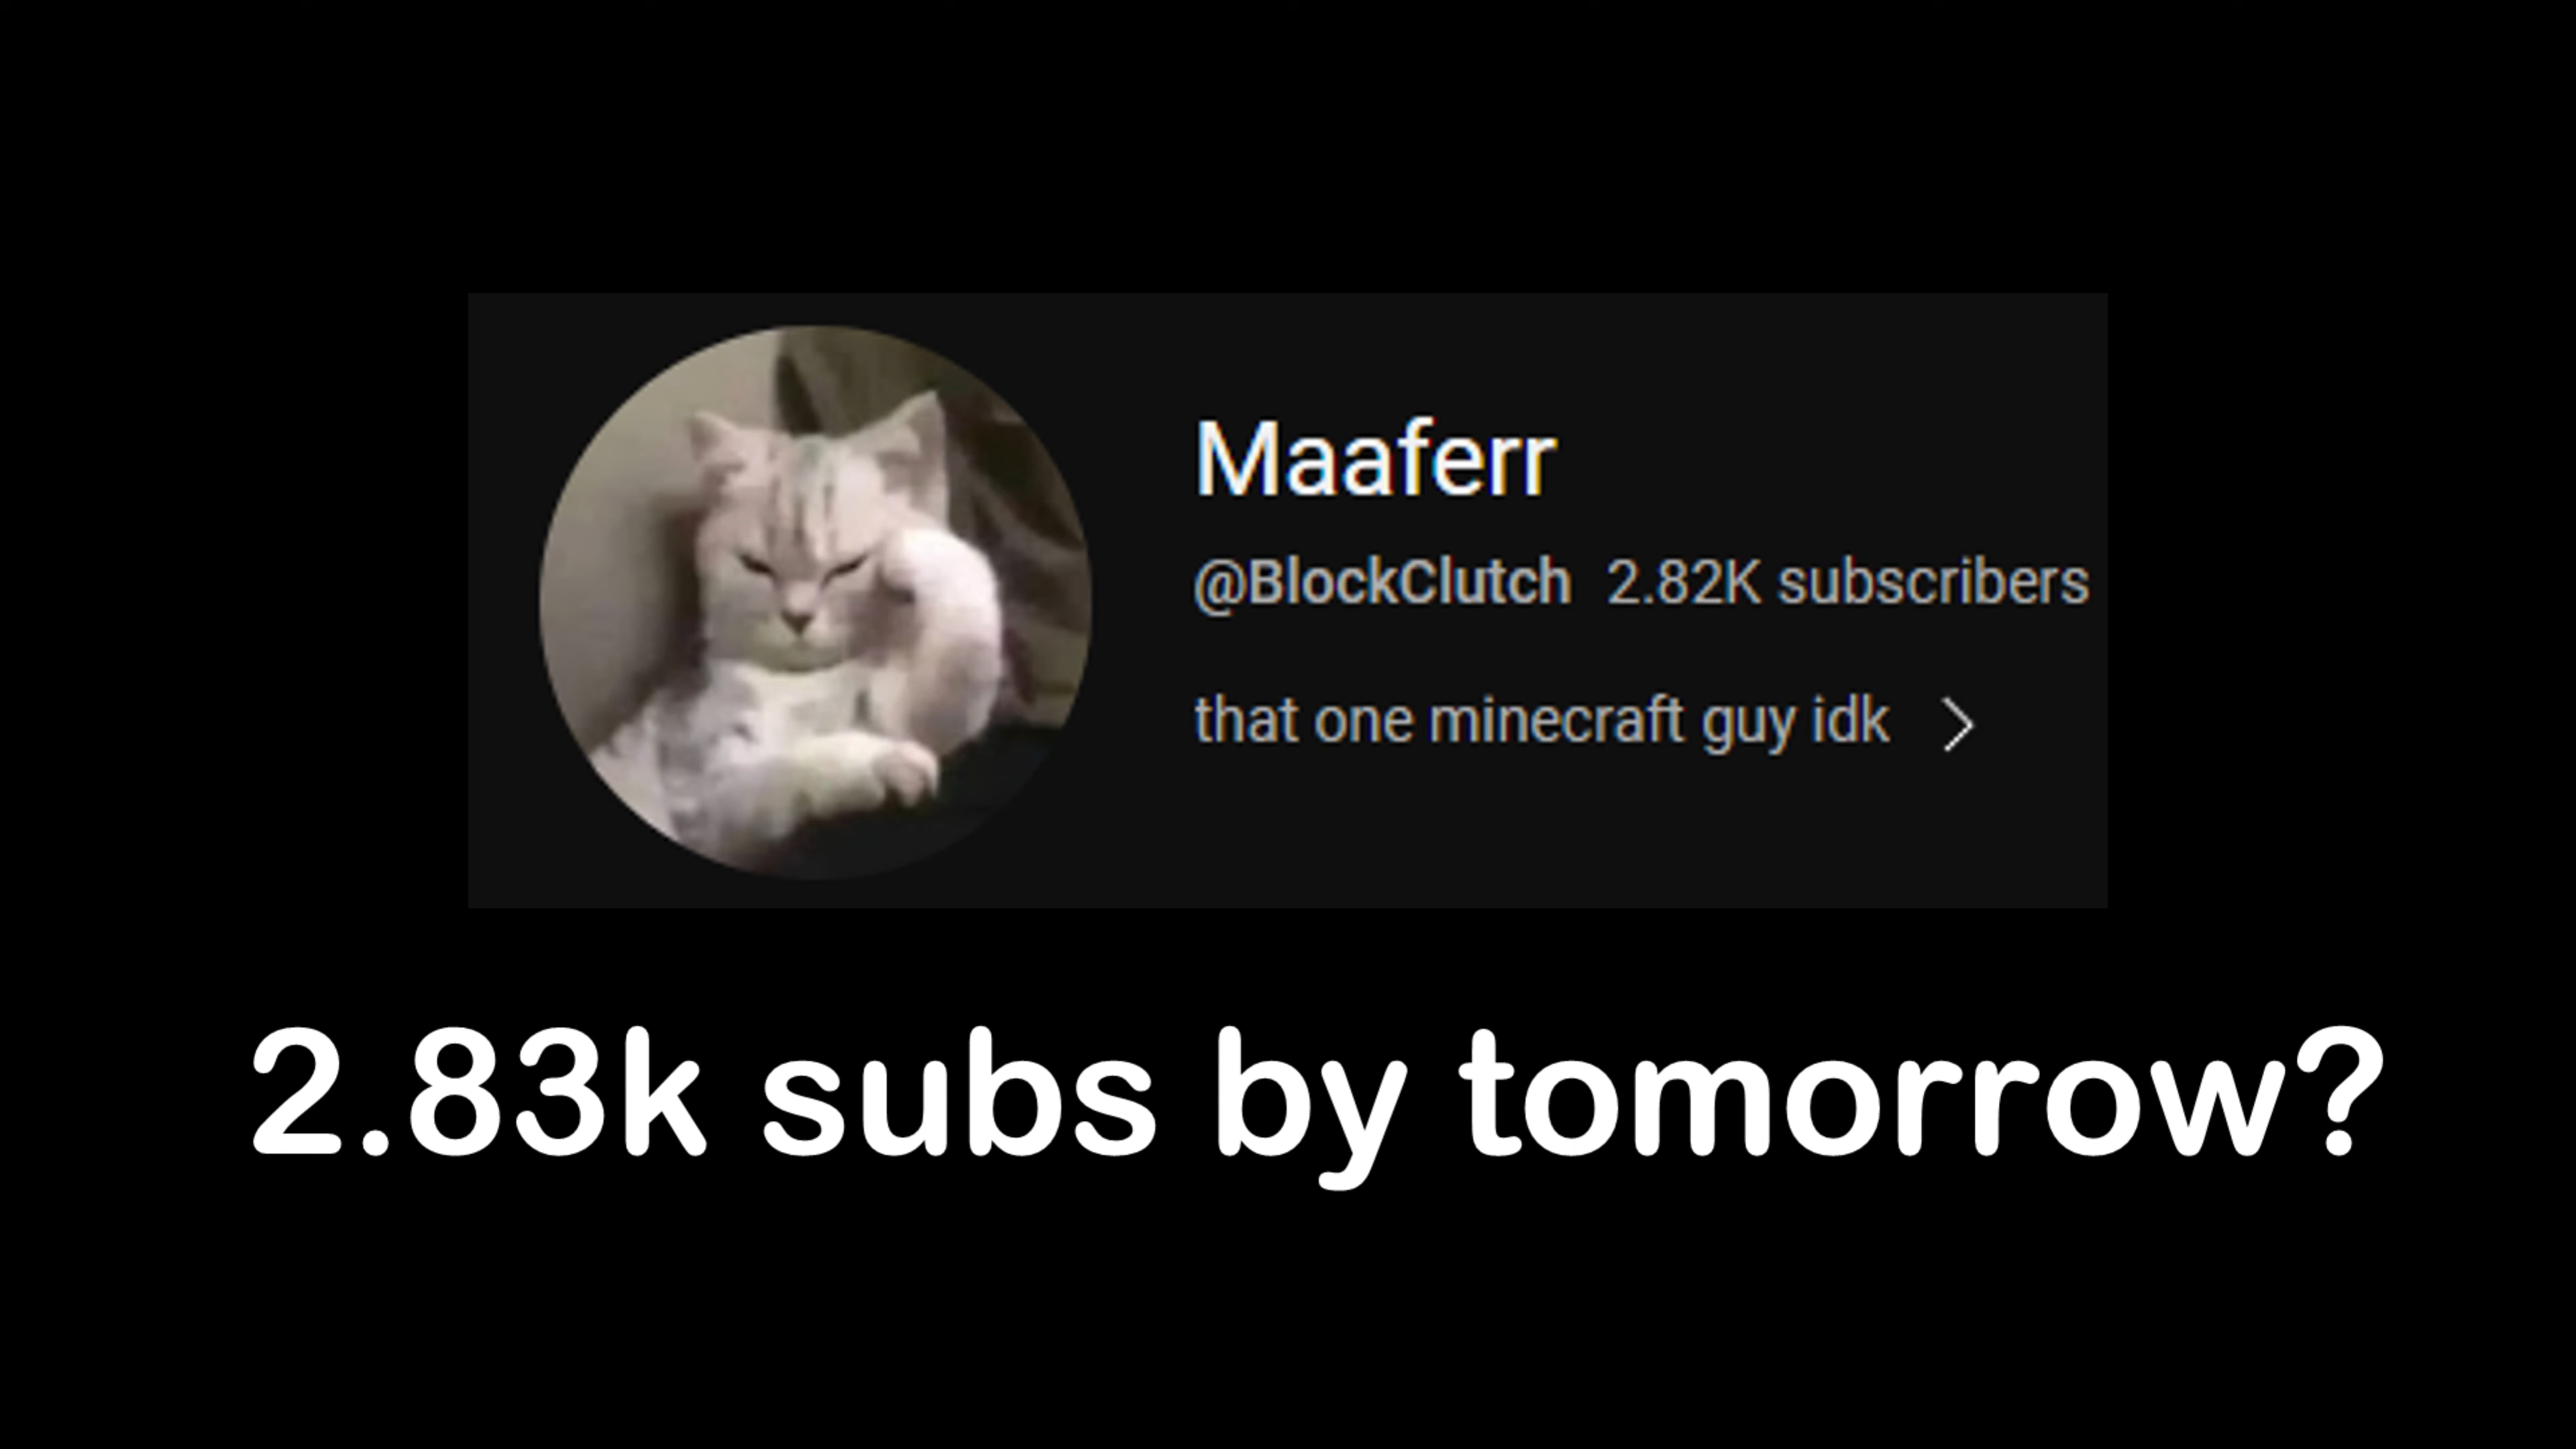 Maaferr
@BlockClutch 2.82K subscribers
that one minecraft guy idk
2.83k subs by tomorrow?